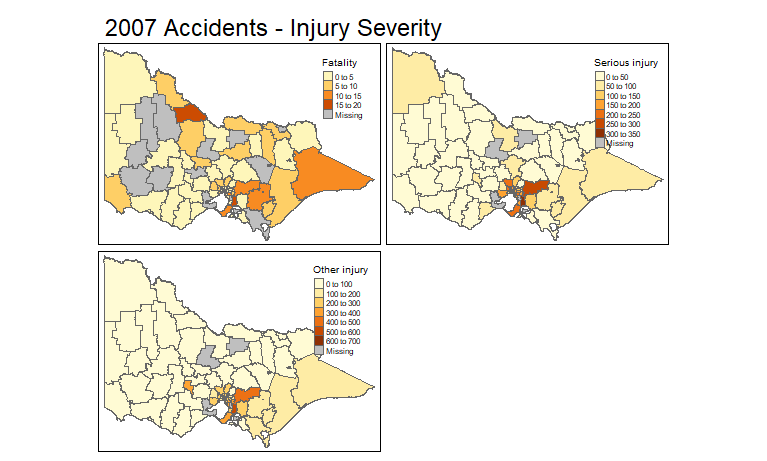 2007 Accidents - Injury Severity
Fatality
0 to 5
5 to 10
10 to 15
15 to 20
Missing
Serious injury
0 to 50
50 to 100
100 to 150
150 to 200
200 to 250
250 to 300
300 to 350
Missing
Other injury
0 to 100
100 to 200
200 to 300
300 to 400
400 to 500
500 to 600
600 to 700
Missing